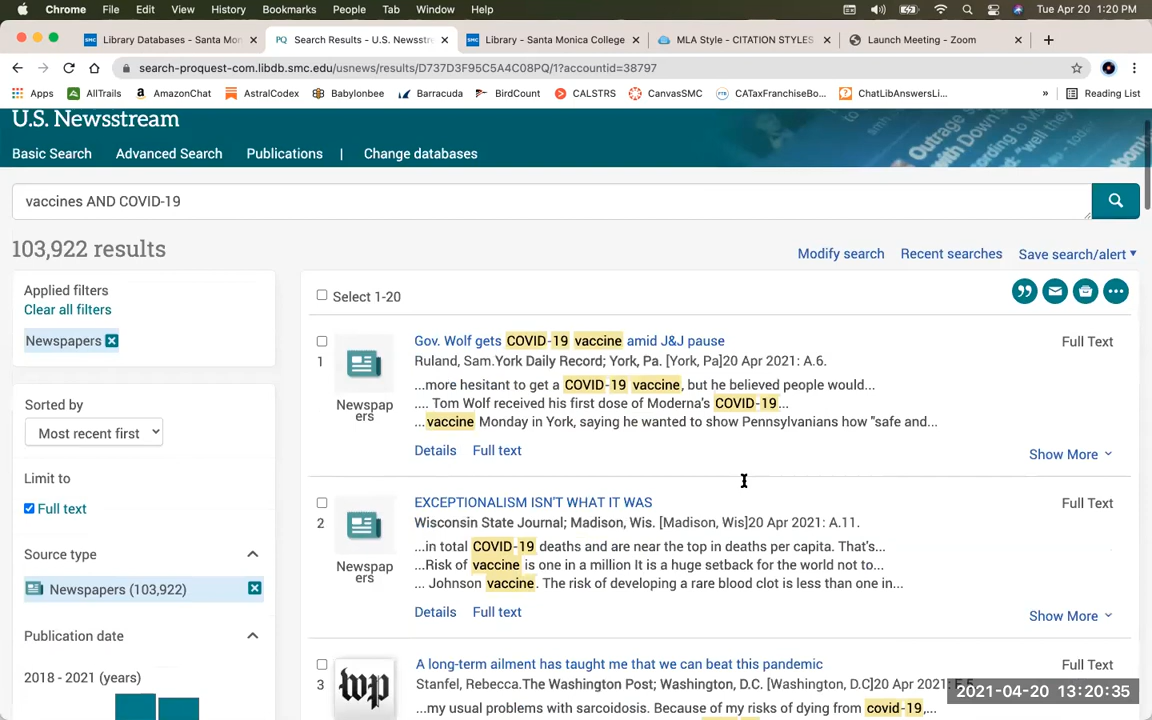 Chrome File Edit View History Bookmarks People Tab Window Help Tue Apr 20 1:20 PM
SMC Library Databases - Santa Mon × PQ Search Results - U.S. Newsstre × SMC Library - Santa Monica College × MLA Style - CITATION STYLES × Launch Meeting - Zoom × +
search-proquest-com.libdb.smc.edu/usnews/results/D737D3F95C5A4C08PQ/1?accountid=38797
Apps AllTrails AmazonChat AstralCodex Babylonbee Barracuda BirdCount CALSTRS CanvasSMC CATaxFranchiseBo... ChatLibAnswersLi... » Reading List
U.S. Newsstream
Basic Search Advanced Search Publications | Change databases
vaccines AND COVID-19
103,922 results
Modify search Recent searches Save search/alert
Applied filters
Clear all filters
Newspapers
Sorted by
Most recent first
Limit to
Full text
Source type
Newspapers (103,922)
Publication date
2018 - 2021 (years)
Select 1-20
1
Gov. Wolf gets COVID-19 vaccine amid J&J pause
Full Text
Ruland, Sam.York Daily Record; York, Pa. [York, Pa]20 Apr 2021: A.6.
...more hesitant to get a COVID-19 vaccine, but he believed people would...
.... Tom Wolf received his first dose of Moderna's COVID-19...
...vaccine Monday in York, saying he wanted to show Pennsylvanians how "safe and...
Newspap
ers
Details Full text
Show More
2
EXCEPTIONALISM ISN'T WHAT IT WAS
Full Text
Wisconsin State Journal; Madison, Wis. [Madison, Wis]20 Apr 2021: A.11.
...in total COVID-19 deaths and are near the top in deaths per capita. That's...
...Risk of vaccine is one in a million It is a huge setback for the world not to...
... Johnson vaccine. The risk of developing a rare blood clot is less than one in...
Newspap
ers
Details Full text
Show More
3
wp
A long-term ailment has taught me that we can beat this pandemic
Full Text
Stanfel, Rebecca.The Washington Post; Washington, D.C. [Washington, D.C]20 Apr 2021:
...my usual problems with sarcoidosis. Because of my risks of dying from covid-19,...
2021-04-20 13:20:35